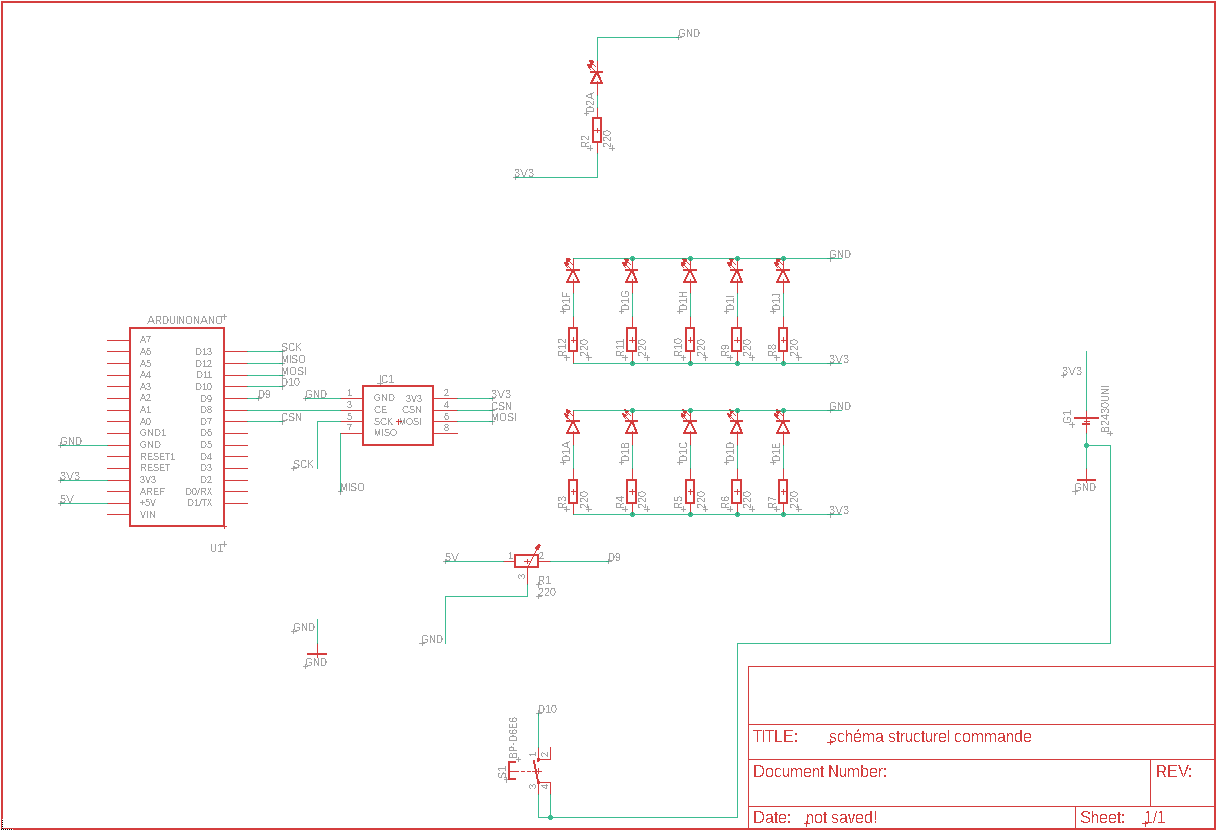 GND
D2A
R2
220
3V3
GND
D1F
D1G
D1H
D1I
D1J
R12
220
R11
220
R10
220
R9
220
R8
220
3V3
GND
D1A
D1B
D1C
D1D
D1E
R3
220
R4
220
R5
220
R6
220
R7
220
3V3
ARDUINONANO
A7
A6
A5
A4
A3
A2
A1
A0
GND1
GND
RESET1
RESET
3V3
AREF
+5V
VIN
D13
D12
D11
D10
D9
D8
D7
D6
D5
D4
D3
D2
D0/RX
D1/TX
U1
GND
3V3
5V
SCK
MISO
MOSI
D10
D9
CSN
IC1
GND
1
3
5
7
GND
CE
SCK
MISO
3V3
CSN
MOSI
2
4
6
8
3V3
CSN
MOSI
SCK
MISO
3V3
G1
B2430UNI
GND
5V
1
2
3
D9
R1
220
GND
GND
GND
D10
BP-D6E6
S1
1
2
3
4
TITLE: schéma structurel commande
Document Number:
REV:
Date: not saved!
Sheet: 1/1